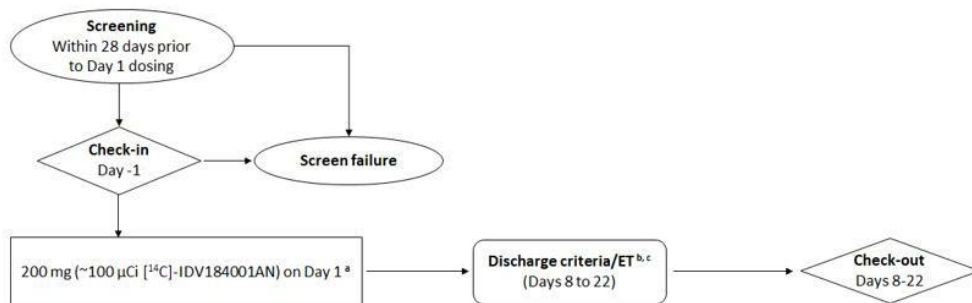 Screening
Within 28 days prior
to Day 1 dosing
Check-in
Day -1
Screen failure
200 mg (~100 µCi [¹⁴C]-IDV184001AN) on Day 1 ᵃ
Discharge criteria/ET ᵇ,ᶜ
(Days 8 to 22)
Check-out
Days 8-22